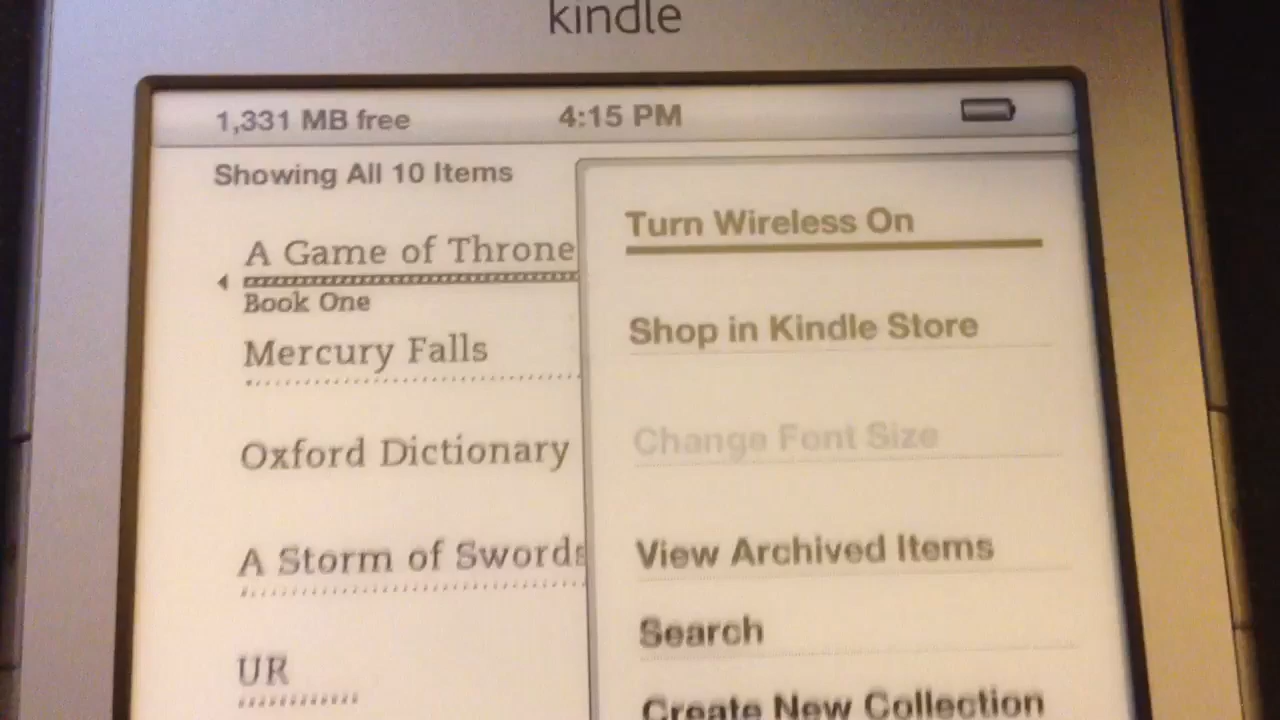 kindle
1,331 MB free 4:15 PM
Showing All 10 Items
A Game of Throne
Book One
Mercury Falls
Oxford Dictionary
A Storm of Swords
UR
Turn Wireless On
Shop in Kindle Store
Change Font Size
View Archived Items
Search
Create New Collection